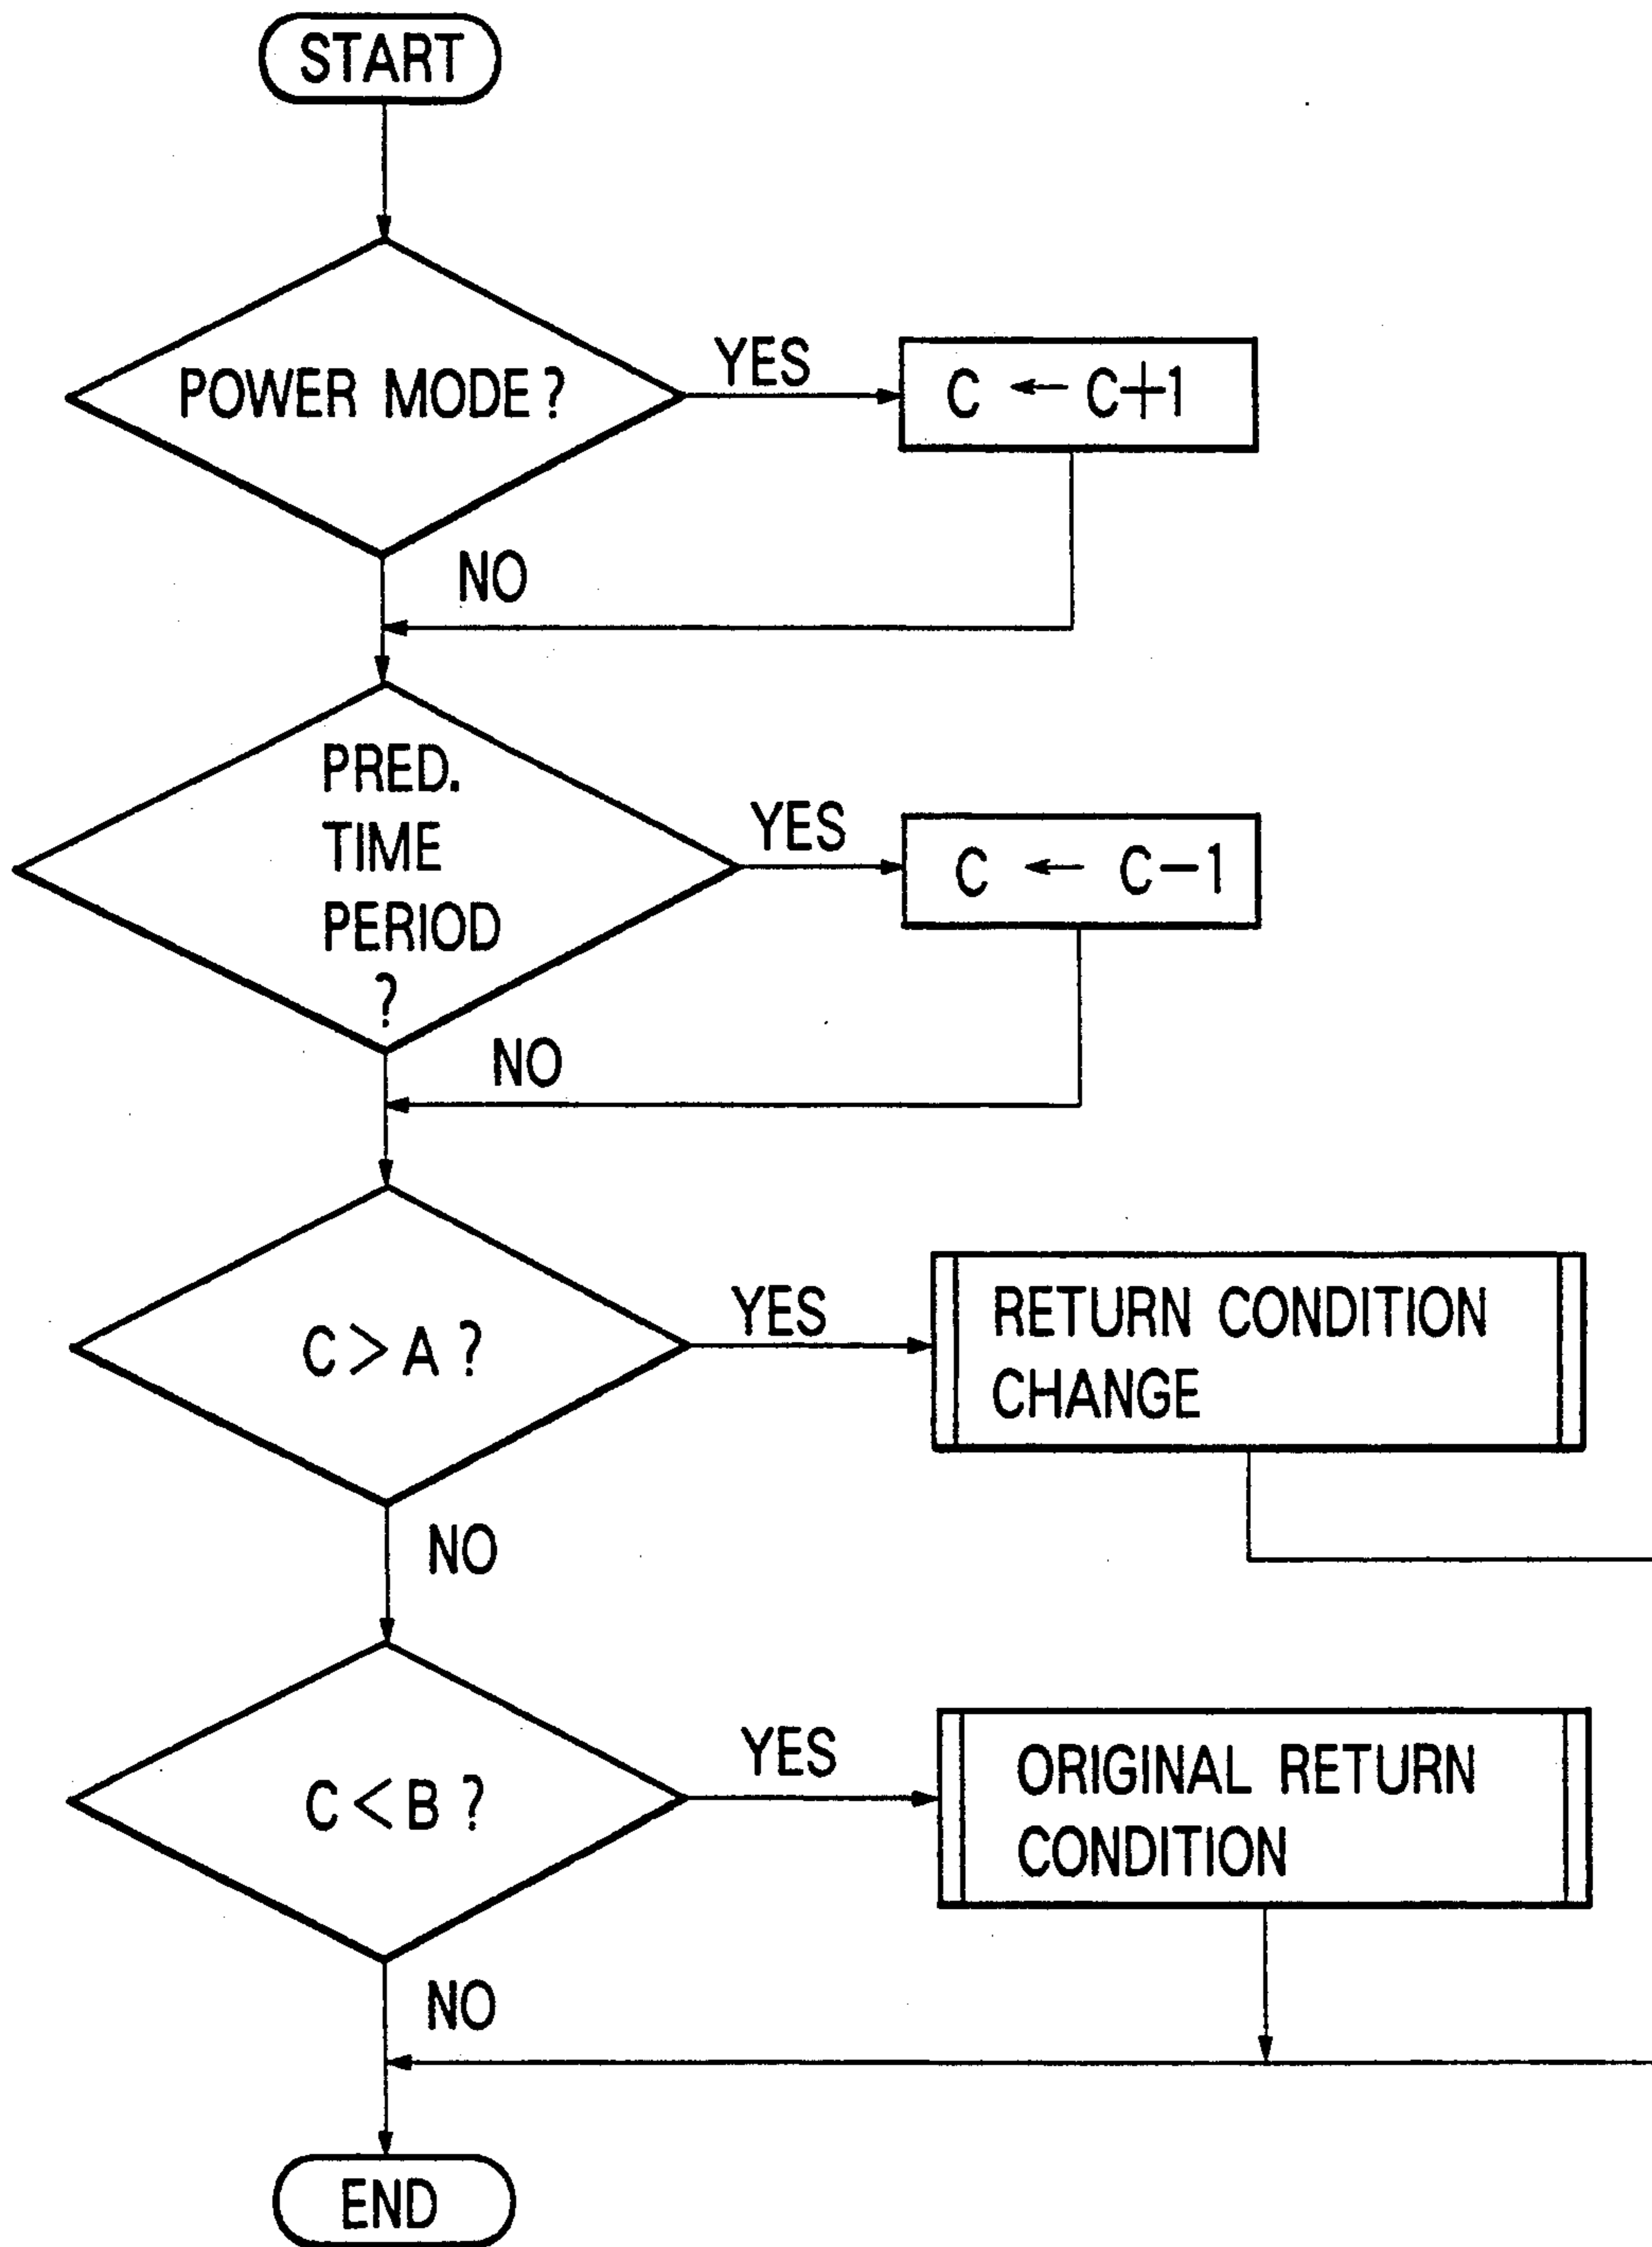 START
POWER MODE ?
YES
C ← C+1
NO
PRED.
TIME
PERIOD
?
YES
C ← C-1
NO
C > A ?
YES
RETURN CONDITION
CHANGE
NO
C < B ?
YES
ORIGINAL RETURN
CONDITION
NO
END